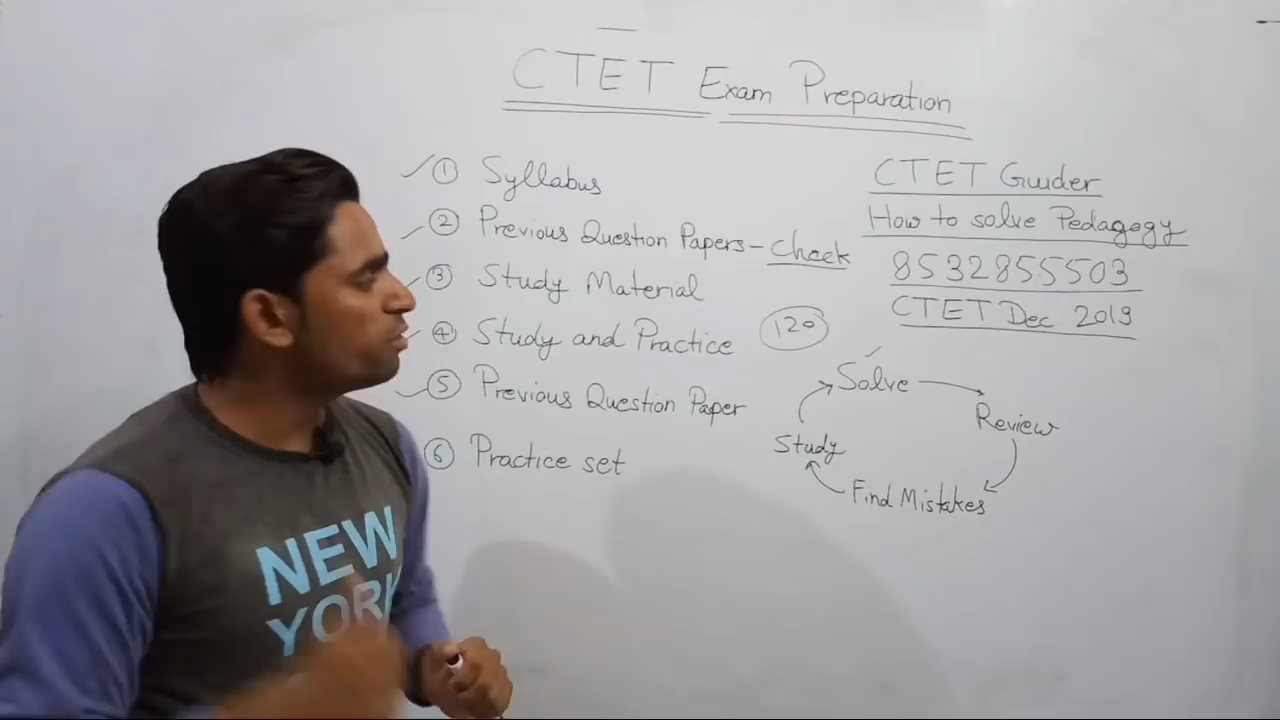 CTET Exam Preparation
① Syllabus
② Previous Question Papers - Check
③ Study Material
④ Study and Practice
120
⑤ Previous Question Paper
⑥ Practice set
CTET Guider
How to solve Pedagogy
8532855503
CTET Dec 2019
Solve
Review
Find Mistakes
Study
NEW
YORK